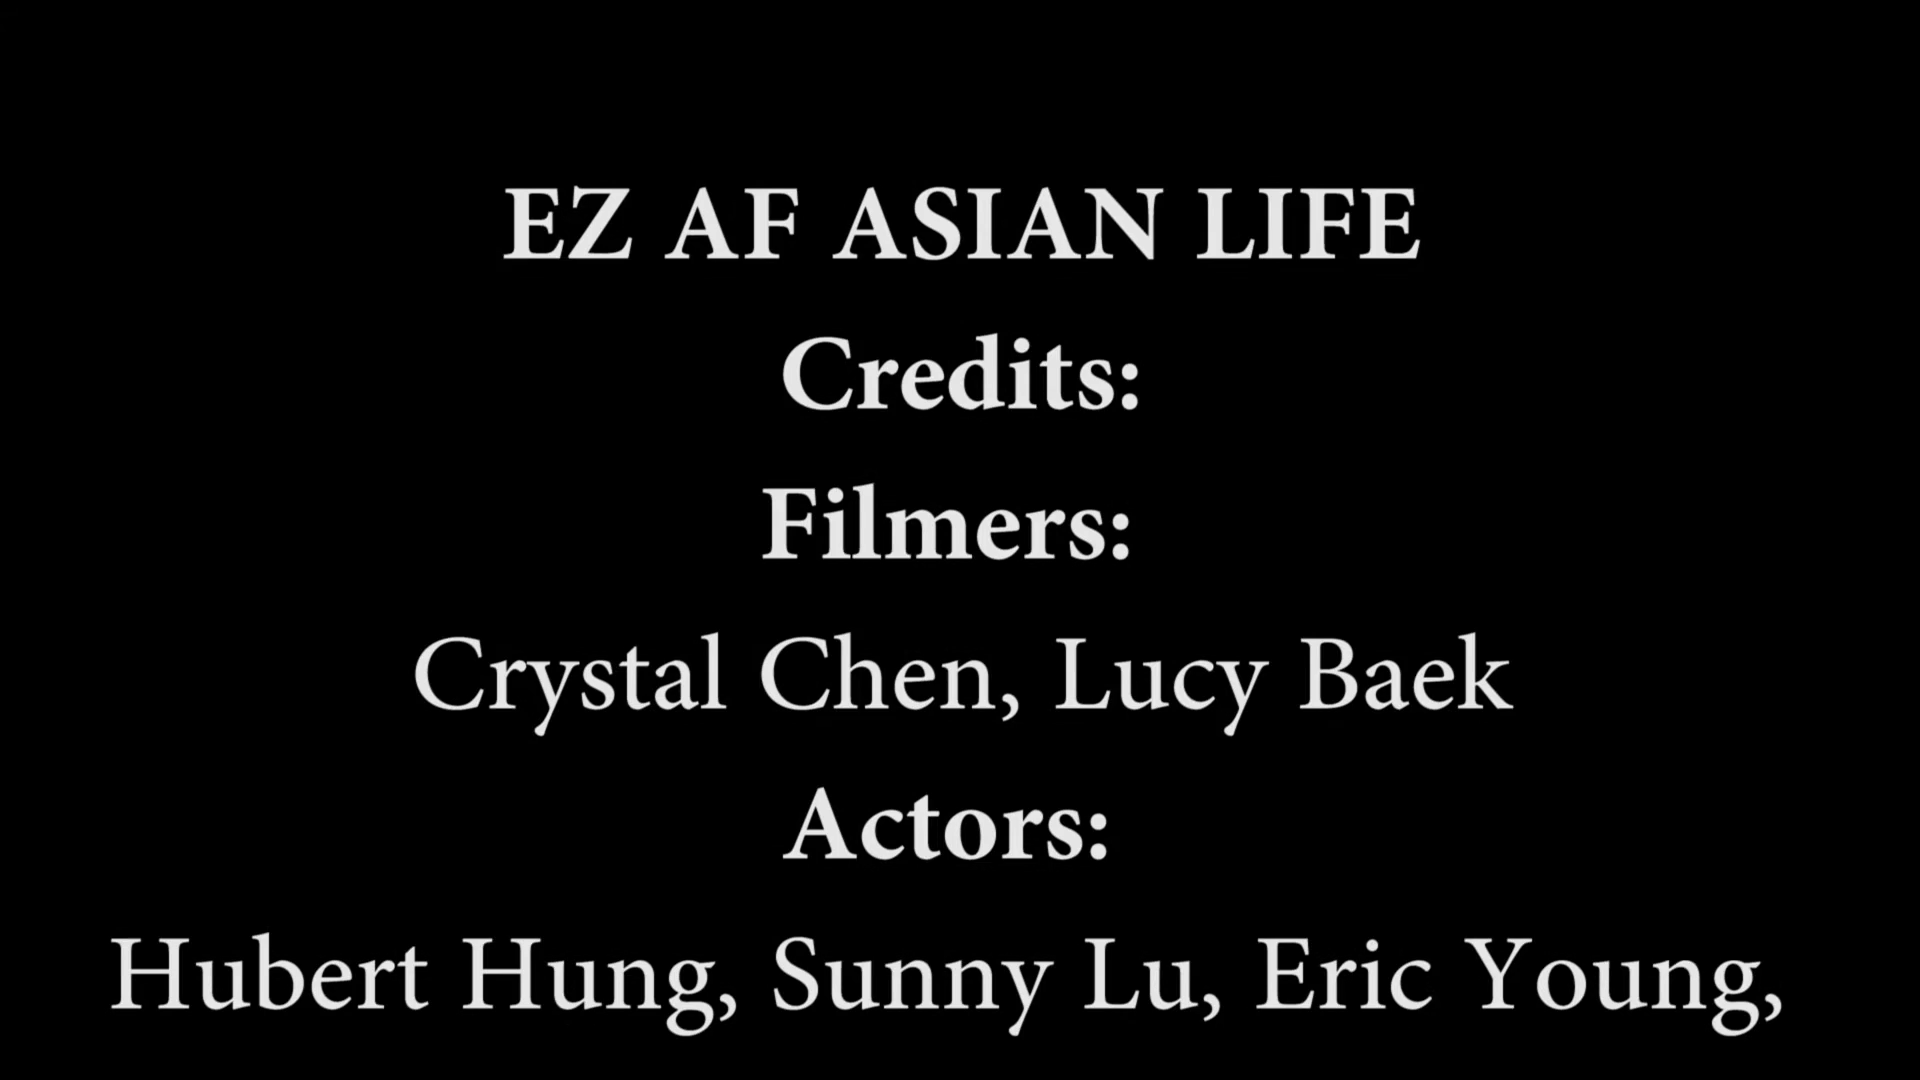 EZ AF ASIAN LIFE
Credits:
Filmers:
Crystal Chen, Lucy Baek
Actors:
Hubert Hung, Sunny Lu, Eric Young,